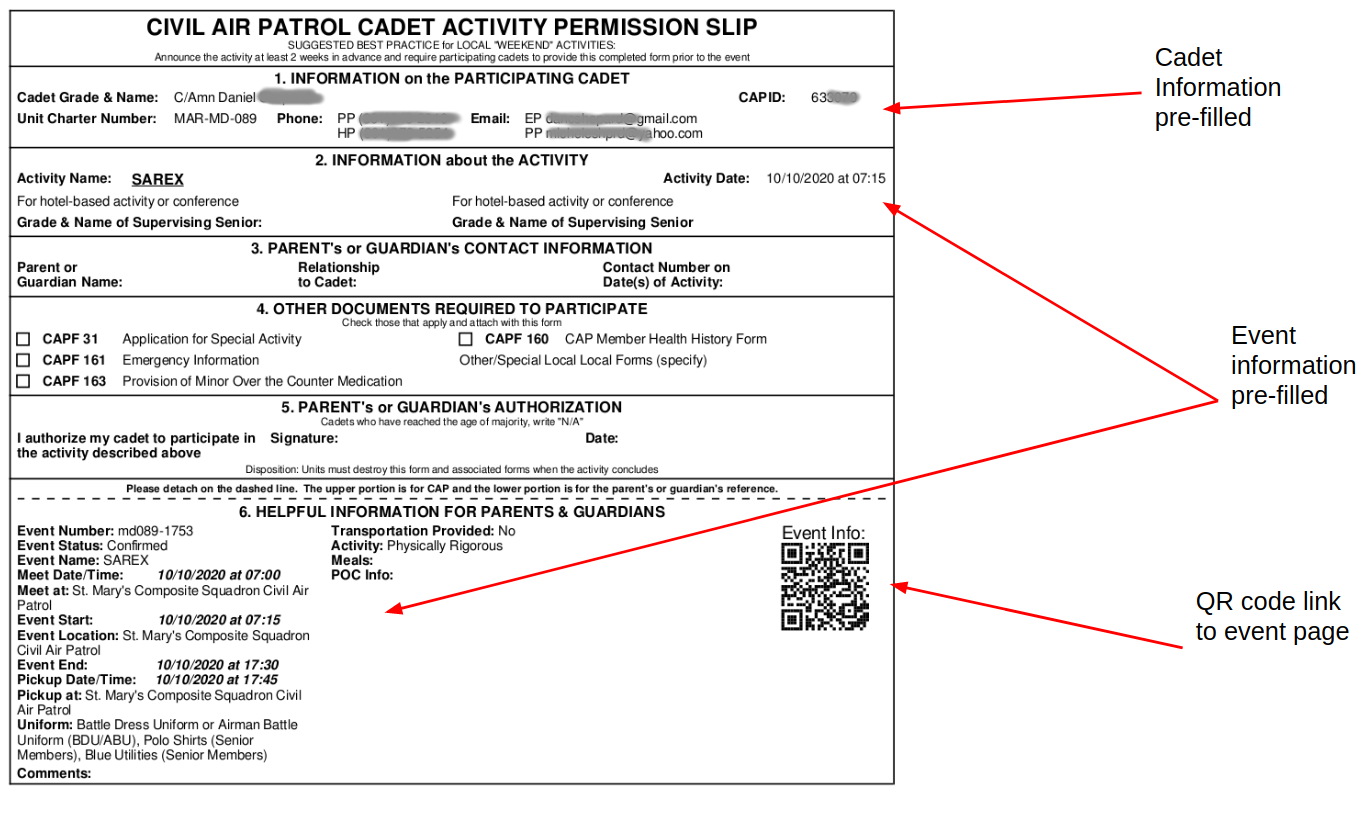 CIVIL AIR PATROL CADET ACTIVITY PERMISSION SLIP
SUGGESTED BEST PRACTICE for LOCAL "WEEKEND" ACTIVITIES:
Announce the activity at least 2 weeks in advance and require participating cadets to provide this completed form prior to the event
1. INFORMATION on the PARTICIPATING CADET
Cadet Grade & Name: C/Amn Daniel CAPID:
Unit Charter Number: MAR-MD-089 Phone: PP Email: EP @gmail.com
HP PP yahoo.com
2. INFORMATION about the ACTIVITY
Activity Name: SAREX Activity Date: 10/10/2020 at 07:15
For hotel-based activity or conference For hotel-based activity or conference
Grade & Name of Supervising Senior: Grade & Name of Supervising Senior
3. PARENT's or GUARDIAN's CONTACT INFORMATION
Parent or Relationship Contact Number on
Guardian Name: to Cadet: Date(s) of Activity:
4. OTHER DOCUMENTS REQUIRED TO PARTICIPATE
Check those that apply and attach with this form
CAPF 31 Application for Special Activity CAPF 160 CAP Member Health History Form
CAPF 161 Emergency Information Other/Special Local Local Forms (specify)
CAPF 163 Provision of Minor Over the Counter Medication
5. PARENT's or GUARDIAN's AUTHORIZATION
Cadets who have reached the age of majority, write "N/A"
I authorize my cadet to participate in Signature: Date:
the activity described above
Disposition: Units must destroy this form and associated forms when the activity concludes
Please detach on the dashed line. The upper portion is for CAP and the lower portion is for the parent's or guardian's reference.
6. HELPFUL INFORMATION FOR PARENTS & GUARDIANS
Event Number: md089-1753
Event Status: Confirmed
Event Name: SAREX
Meet Date/Time: 10/10/2020 at 07:00
Meet at: St. Mary's Composite Squadron Civil Air
Patrol
Event Start: 10/10/2020 at 07:15
Event Location: St. Mary's Composite Squadron
Civil Air Patrol
Event End: 10/10/2020 at 17:30
Pickup Date/Time: 10/10/2020 at 17:45
Pickup at: St. Mary's Composite Squadron Civil
Air Patrol
Uniform: Battle Dress Uniform or Airman Battle
Uniform (BDU/ABU), Polo Shirts (Senior
Members), Blue Utilities (Senior Members)
Comments:
Transportation Provided: No
Activity: Physically Rigorous
Meals:
POC Info:
Event Info:
Cadet
Information
pre-filled
Event
information
pre-filled
QR code link
to event page